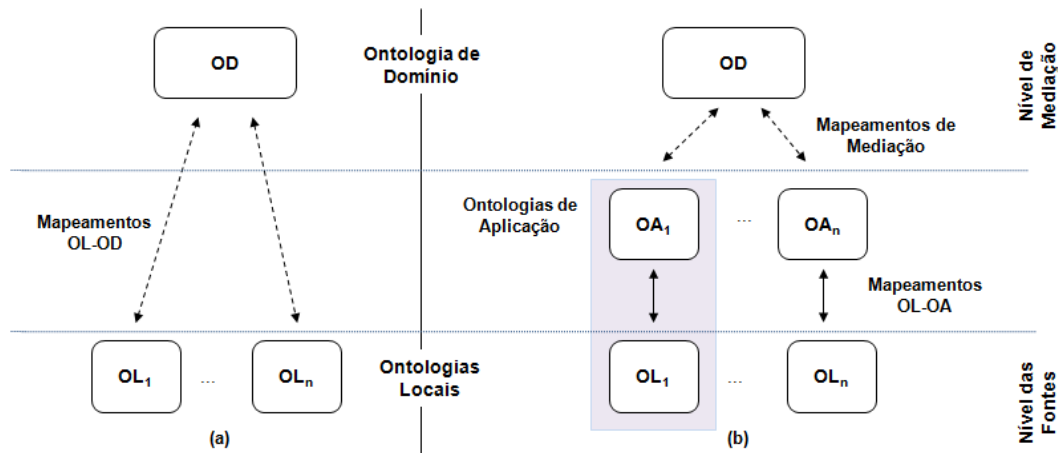 OD
Ontologia de
Domínio
OD
Nível de
Mediação
Mapeamentos de
Mediação
Mapeamentos
OL-OD
Ontologias de
Aplicação
OA1
...
OAn
Mapeamentos
OL-OA
OL1
...
OLn
Ontologias
Locais
OL1
...
OLn
Nível das
Fontes
(a)
(b)